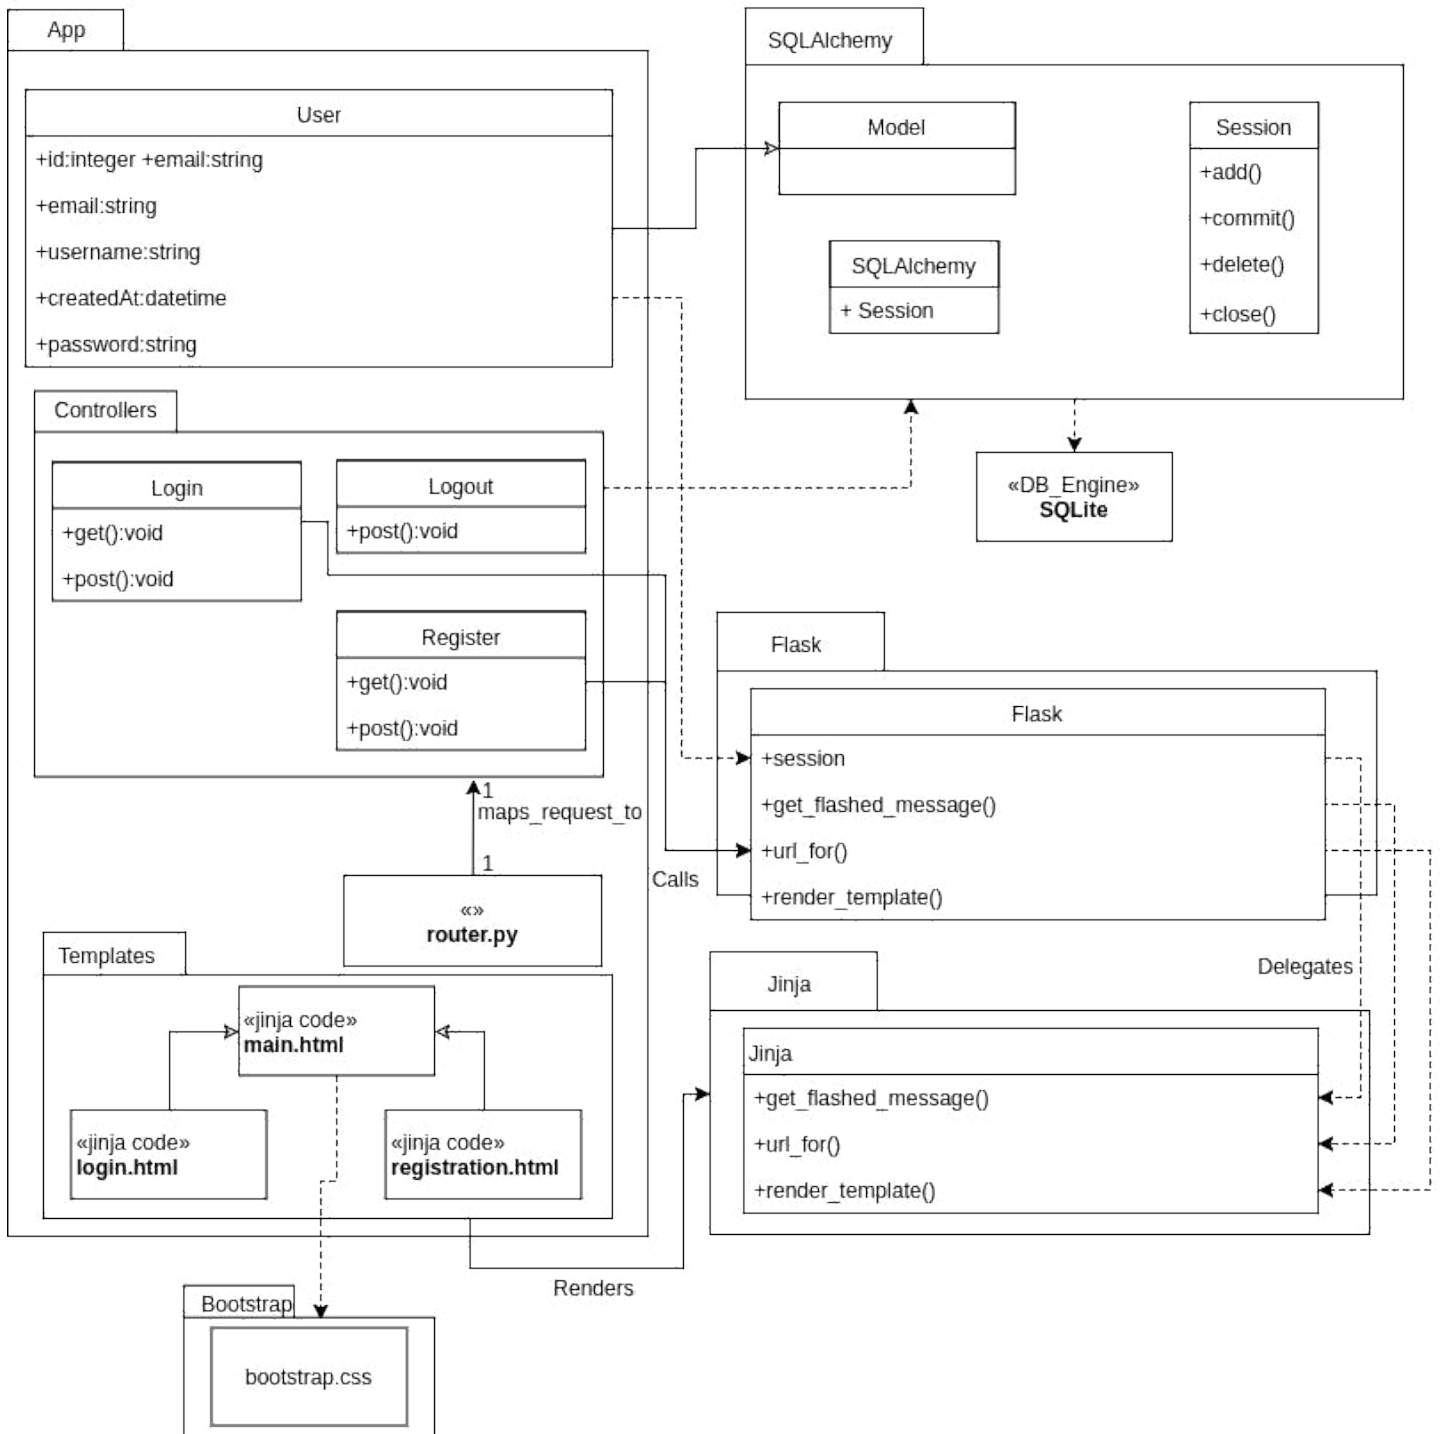 App
User
+id:integer +email:string
+email:string
+username:string
+createdAt:datetime
+password:string
Controllers
Login
+get():void
+post():void
Logout
+post():void
Register
+get():void
+post():void
1
maps_request_to
1
«»
router.py
Templates
«jinja code»
main.html
«jinja code»
login.html
«jinja code»
registration.html
Bootstrap
bootstrap.css
SQLAlchemy
Model
SQLAlchemy
+ Session
Session
+add()
+commit()
+delete()
+close()
«DB_Engine»
SQLite
Flask
Flask
+session
+get_flashed_message()
+url_for()
+render_template()
Calls
Delegates
Jinja
Jinja
+get_flashed_message()
+url_for()
+render_template()
Renders